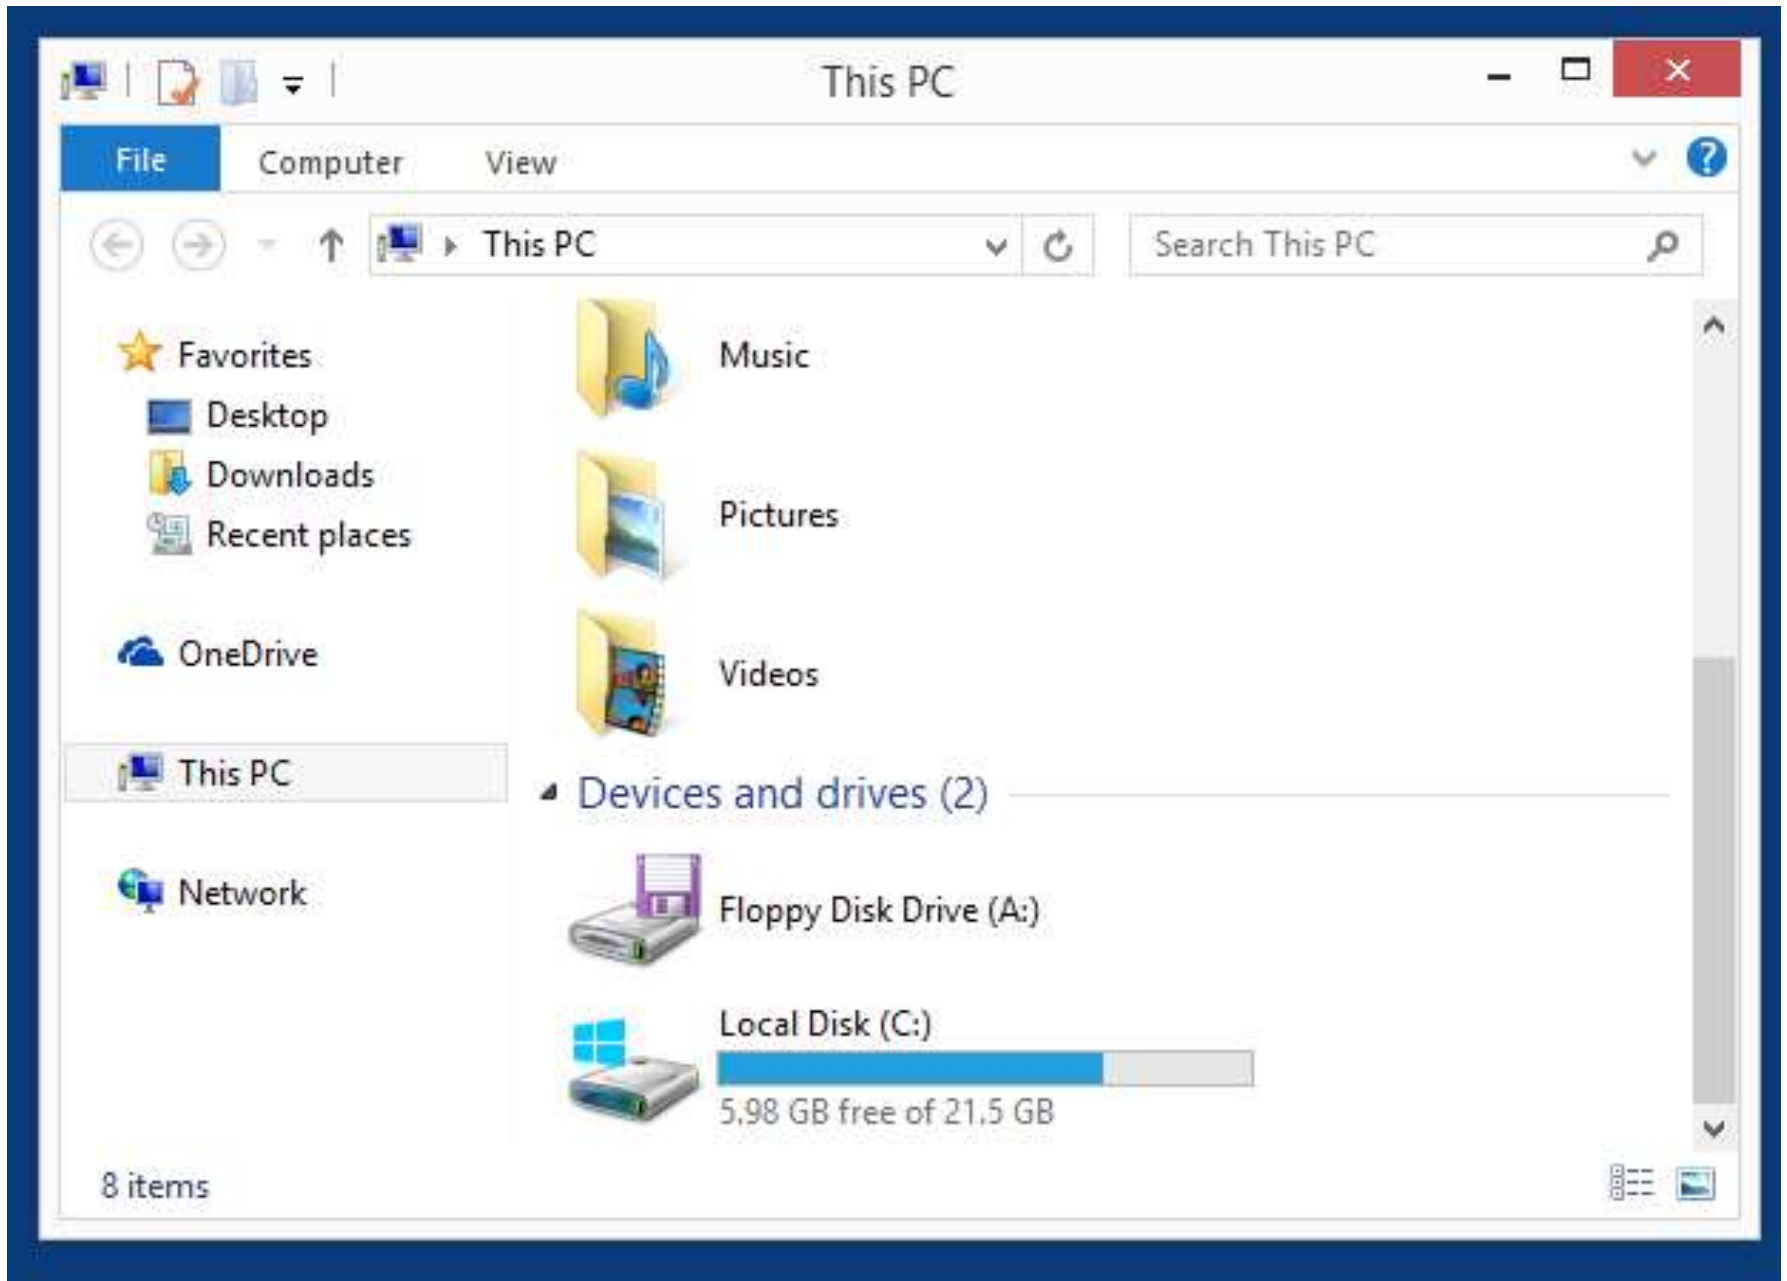 This PC
File Computer View
This PC
Search This PC
Favorites
Desktop
Downloads
Recent places
OneDrive
This PC
Network
Music
Pictures
Videos
Devices and drives (2)
Floppy Disk Drive (A:)
Local Disk (C:)
5,98 GB free of 21,5 GB
8 items